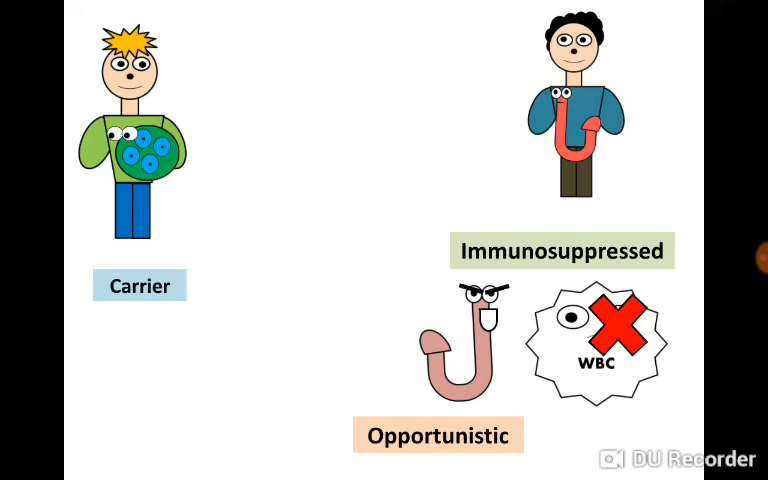 Immunosuppressed
Carrier
WBC
Opportunistic
DU Recorder